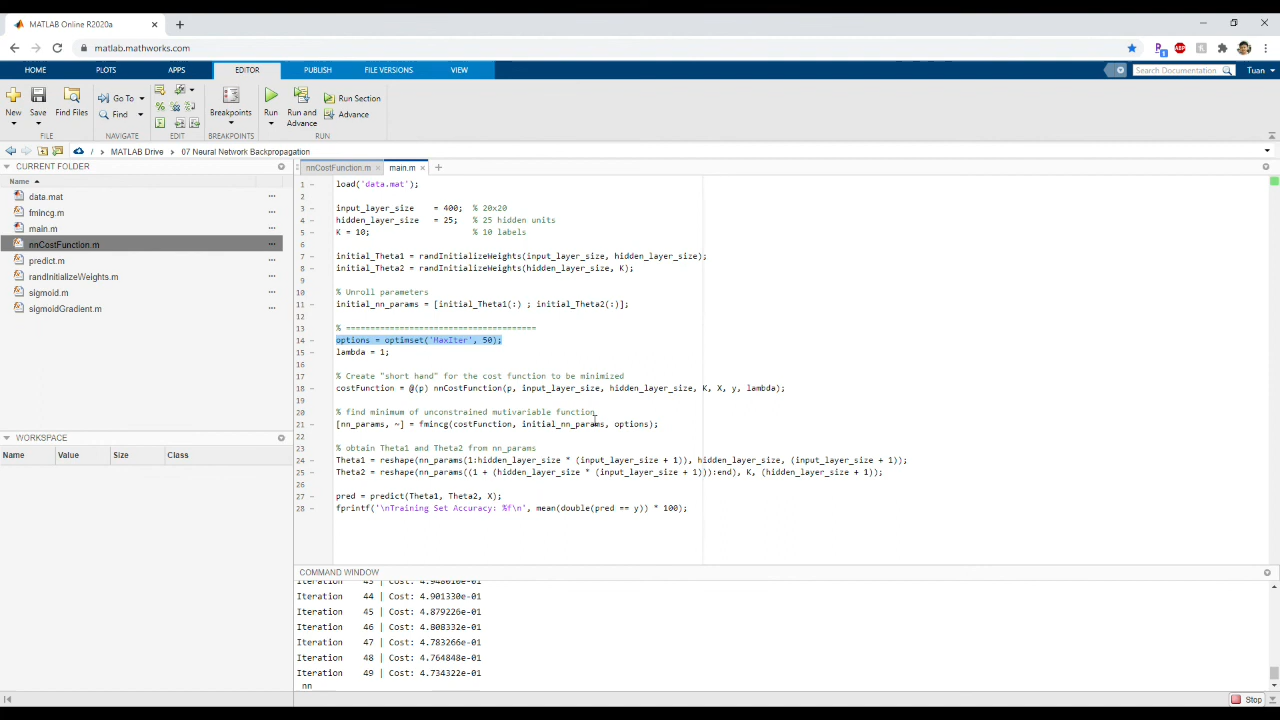 MATLAB Online R2020a
matlab.mathworks.com
HOME PLOTS APPS EDITOR PUBLISH FILE VERSIONS VIEW
Search Documentation Tuan
New Save Find Files Go To Find Breakpoints Run Run and Advance Run Section Advance
FILE NAVIGATE EDIT BREAKPOINTS RUN
/ MATLAB Drive 07 Neural Network Backpropagation
CURRENT FOLDER
Name
data.mat
fmincg.m
main.m
nnCostFunction.m
predict.m
randInitializeWeights.m
sigmoid.m
sigmoidGradient.m
WORKSPACE
Name Value Size Class
nnCostFunction.m main.m
1 load('data.mat');
2
3 input_layer_size = 400; % 20x20
4 hidden_layer_size = 25; % 25 hidden units
5 K = 10; % 10 labels
6
7 initial_Theta1 = randInitializeWeights(input_layer_size, hidden_layer_size);
8 initial_Theta2 = randInitializeWeights(hidden_layer_size, K);
9
10 % Unroll parameters
11 initial_nn_params = [initial_Theta1(:) ; initial_Theta2(:)];
12
13 % =======================================
14 options = optimset('MaxIter', 50);
15 lambda = 1;
16
17 % Create "short hand" for the cost function to be minimized
18 costFunction = @(p) nnCostFunction(p, input_layer_size, hidden_layer_size, K, X, y, lambda);
19
20 % find minimum of unconstrained mutivariable function
21 [nn_params, ~] = fmincg(costFunction, initial_nn_params, options);
22
23 % obtain Theta1 and Theta2 from nn_params
24 Theta1 = reshape(nn_params(1:hidden_layer_size * (input_layer_size + 1)), hidden_layer_size, (input_layer_size + 1));
25 Theta2 = reshape(nn_params((1 + (hidden_layer_size * (input_layer_size + 1))):end), K, (hidden_layer_size + 1));
26
27 pred = predict(Theta1, Theta2, X);
28 fprintf('\nTraining Set Accuracy: %f\n', mean(double(pred == y)) * 100);
COMMAND WINDOW
Iteration 43 | Cost: 4.948610e-01
Iteration 44 | Cost: 4.901330e-01
Iteration 45 | Cost: 4.879226e-01
Iteration 46 | Cost: 4.808332e-01
Iteration 47 | Cost: 4.783266e-01
Iteration 48 | Cost: 4.764848e-01
Iteration 49 | Cost: 4.734322e-01
nn
Stop